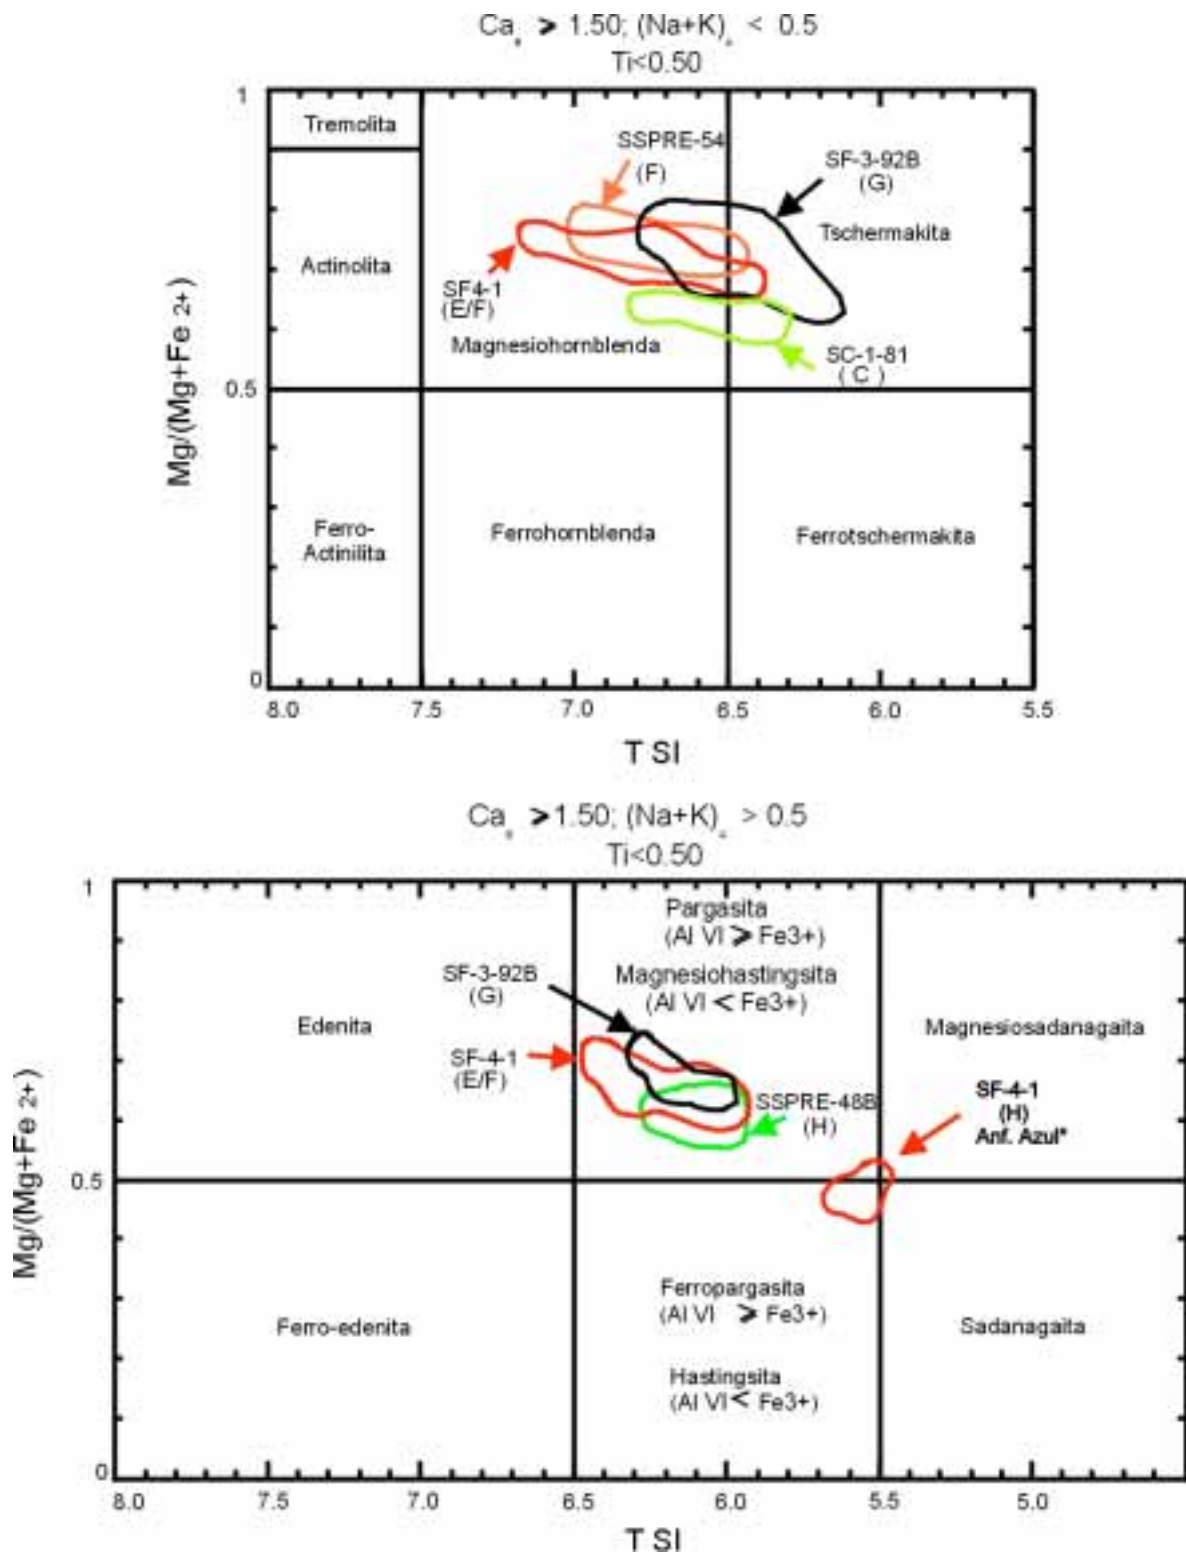 Ca_B ⩾ 1.50; (Na+K)_A < 0.5
Ti<0.50
1
Tremolita
SSPRE-54
(F)
SF-3-92B
(G)
Tschermakita
Actinolita
SF4-1
(E/F)
Magnesiohornblenda
SC-1-81
( C )
0.5
Mg/(Mg+Fe 2+)
Ferro-
Actinilita
Ferrohornblenda
Ferrotschermakita
0
8.0 7.5 7.0 6.5 6.0 5.5
T SI
Ca ⩾1.50; (Na+K) > 0.5
Ti<0.50
1
Pargasita
(Al VI ⩾ Fe3+)
SF-3-92B
(G)
Magnesiohastingsita
(Al VI < Fe3+)
Edenita
Magnesiosadanagaita
SF-4-1
(E/F)
SSPRE-48B
(H)
SF-4-1
(H)
Anf. Azul*
0.5
Mg/(Mg+Fe 2+)
Ferropargasita
(Al VI ⩾ Fe3+)
Ferro-edenita
Sadanagaita
Hastingsita
(Al VI < Fe3+)
0
8.0 7.5 7.0 6.5 6.0 5.5 5.0
T SI